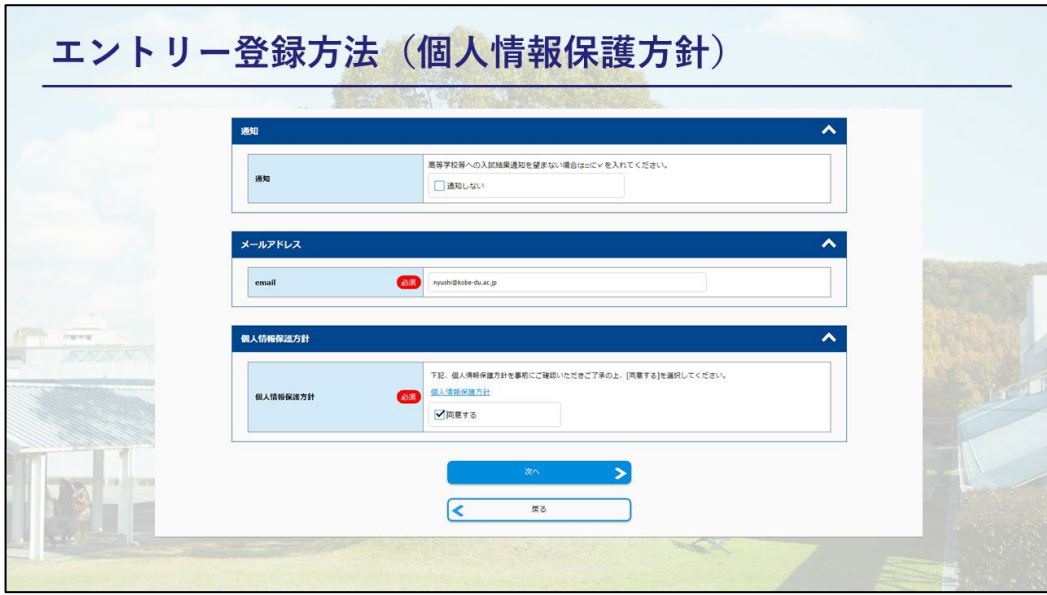 エントリー登録方法（個人情報保護方針）
通知
高等学校等への入試結果通知を望まない場合は□に✓を入れてください。
通知
通知しない
メールアドレス
email
必須
nyushi@kobe-du.ac.jp
個人情報保護方針
下記、個人情報保護方針を事前にご確認いただきご了承の上、[同意する]を選択してください。
個人情報保護方針
必須
個人情報保護方針
同意する
次へ
戻る